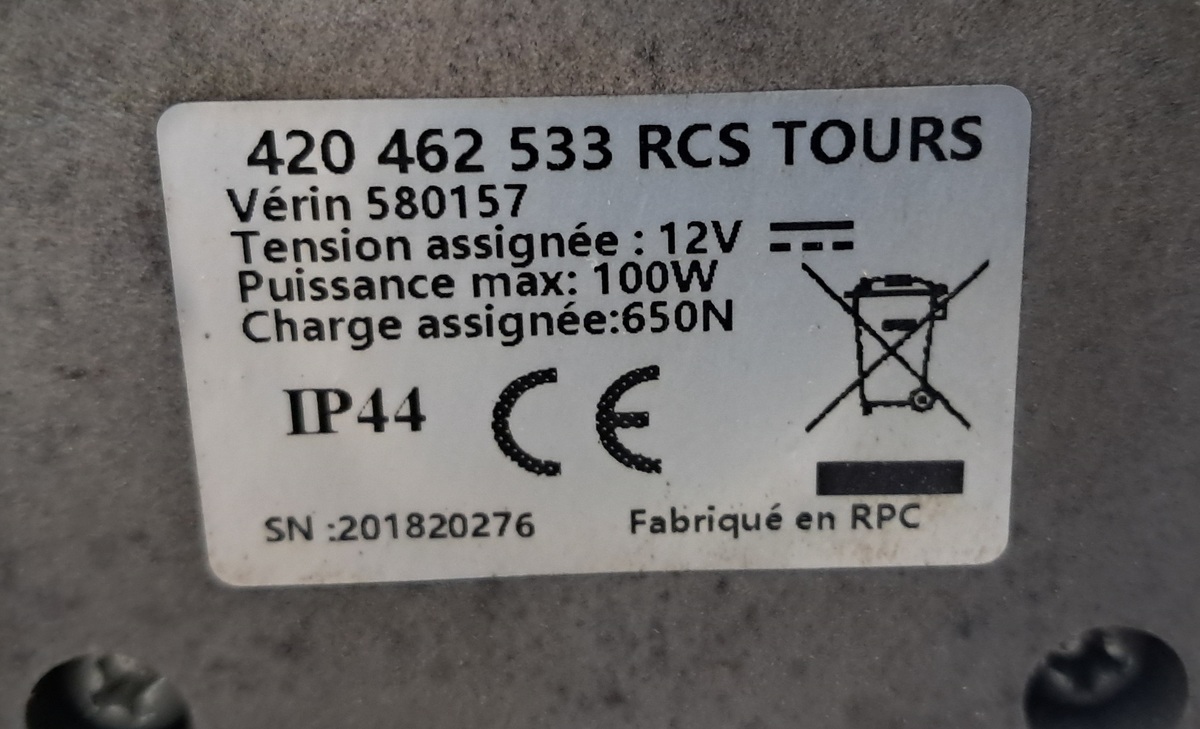 420 462 533 RCS TOURS
Vérin 580157
Tension assignée : 12V
Puissance max: 100W
Charge assignée:650N
IP44 CE
SN :201820276 Fabriqué en RPC